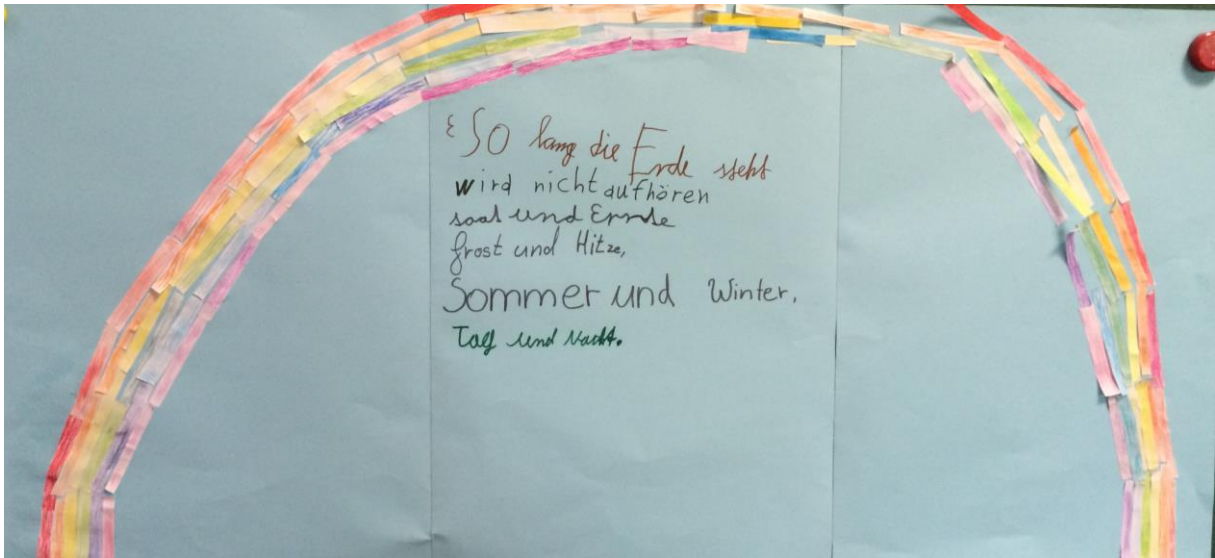 So lang die Erde steht
wird nicht aufhören
saat und Ernte
frost und Hitze,
Sommer und Winter,
Tag und Nacht.